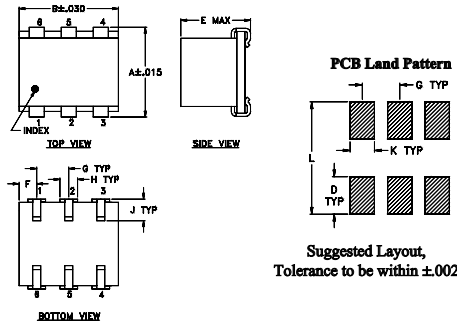 B±.030
6 5 4
A±.015
INDEX
1 2 3
TOP VIEW
E MAX
SIDE VIEW
PCB Land Pattern
G TYP
L
K TYP
D
TYP
Suggested Layout,
Tolerance to be within ±.002
G TYP
H TYP
F
1 2 3
J TYP
6 5 4
BOTTOM VIEW